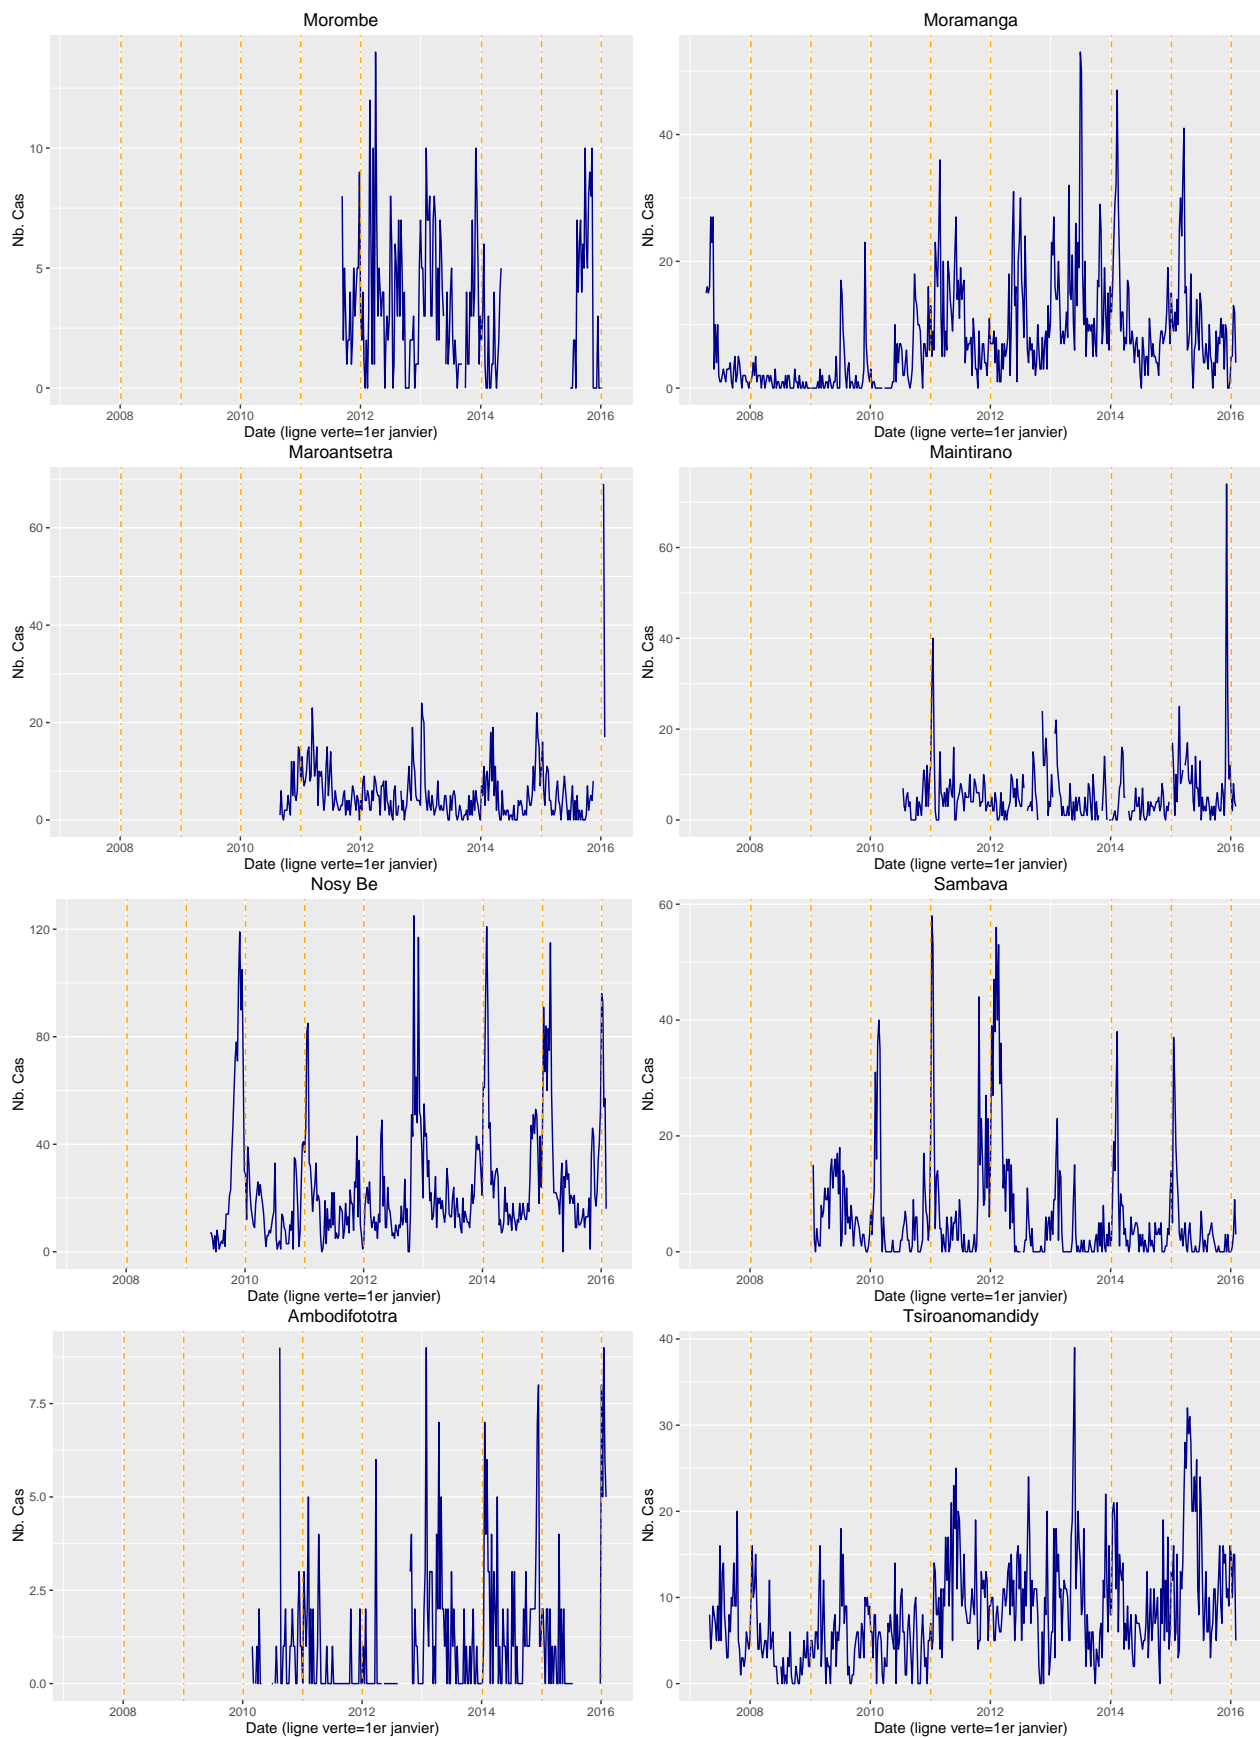 Morombe
Nb. Cas
10
5
0
2008 2010 2012 2014 2016
Date (ligne verte=1er janvier)
Moramanga
Nb. Cas
40
20
0
2008 2010 2012 2014 2016
Date (ligne verte=1er janvier)
Maroantsetra
Nb. Cas
60
40
20
0
2008 2010 2012 2014 2016
Date (ligne verte=1er janvier)
Maintirano
Nb. Cas
60
40
20
0
2008 2010 2012 2014 2016
Date (ligne verte=1er janvier)
Nosy Be
Nb. Cas
120
80
40
0
2008 2010 2012 2014 2016
Date (ligne verte=1er janvier)
Sambava
Nb. Cas
60
40
20
0
2008 2010 2012 2014 2016
Date (ligne verte=1er janvier)
Ambodifototra
Nb. Cas
7.5
5.0
2.5
0.0
2008 2010 2012 2014 2016
Date (ligne verte=1er janvier)
Tsiroanomandidy
Nb. Cas
40
30
20
10
0
2008 2010 2012 2014 2016
Date (ligne verte=1er janvier)